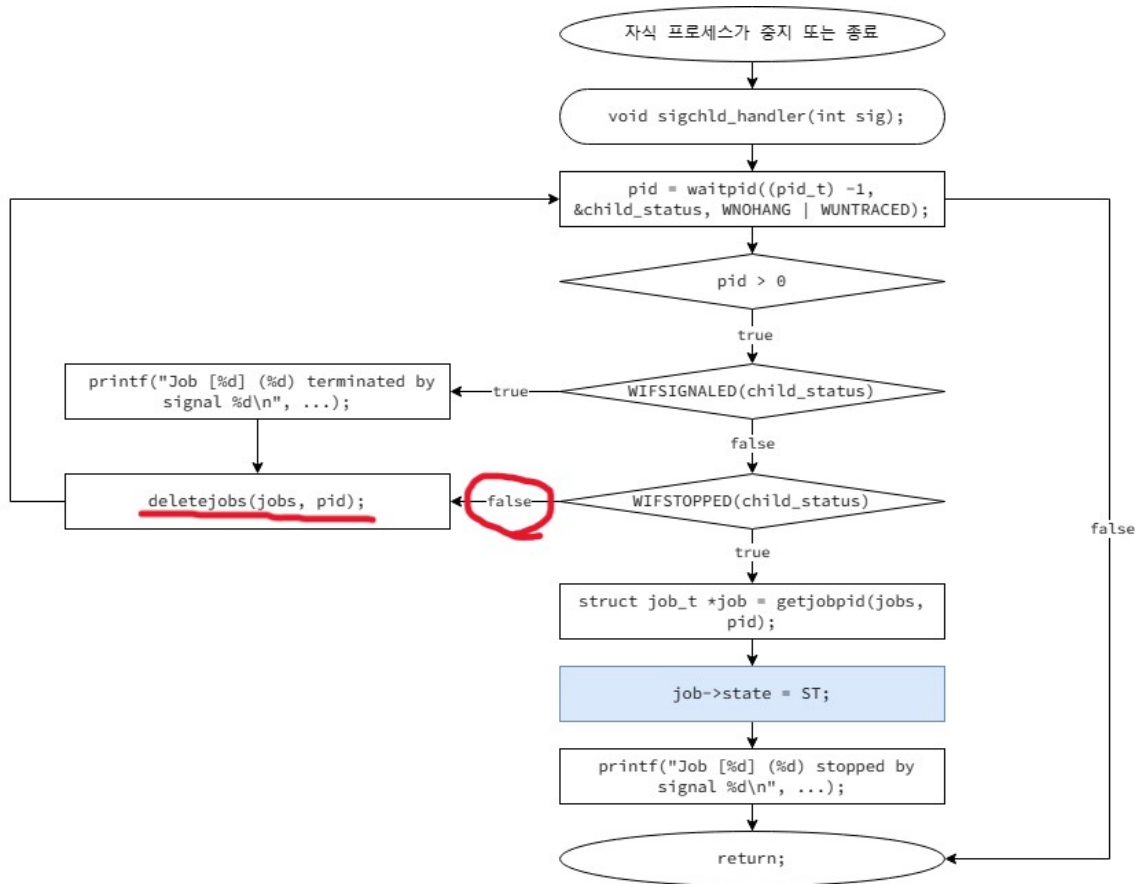 자식 프로세스가 중지 또는 종료
void sigchld_handler(int sig);
pid = waitpid((pid_t) -1,
&child_status, WNOHANG | WUNTRACED);
pid > 0
true
printf("Job [%d] (%d) terminated by
signal %d\n", ...);
true
WIFSIGNALED(child_status)
false
deletejobs(jobs, pid);
false
WIFSTOPPED(child_status)
false
true
struct job_t *job = getjobpid(jobs,
pid);
job->state = ST;
printf("Job [%d] (%d) stopped by
signal %d\n", ...);
return;